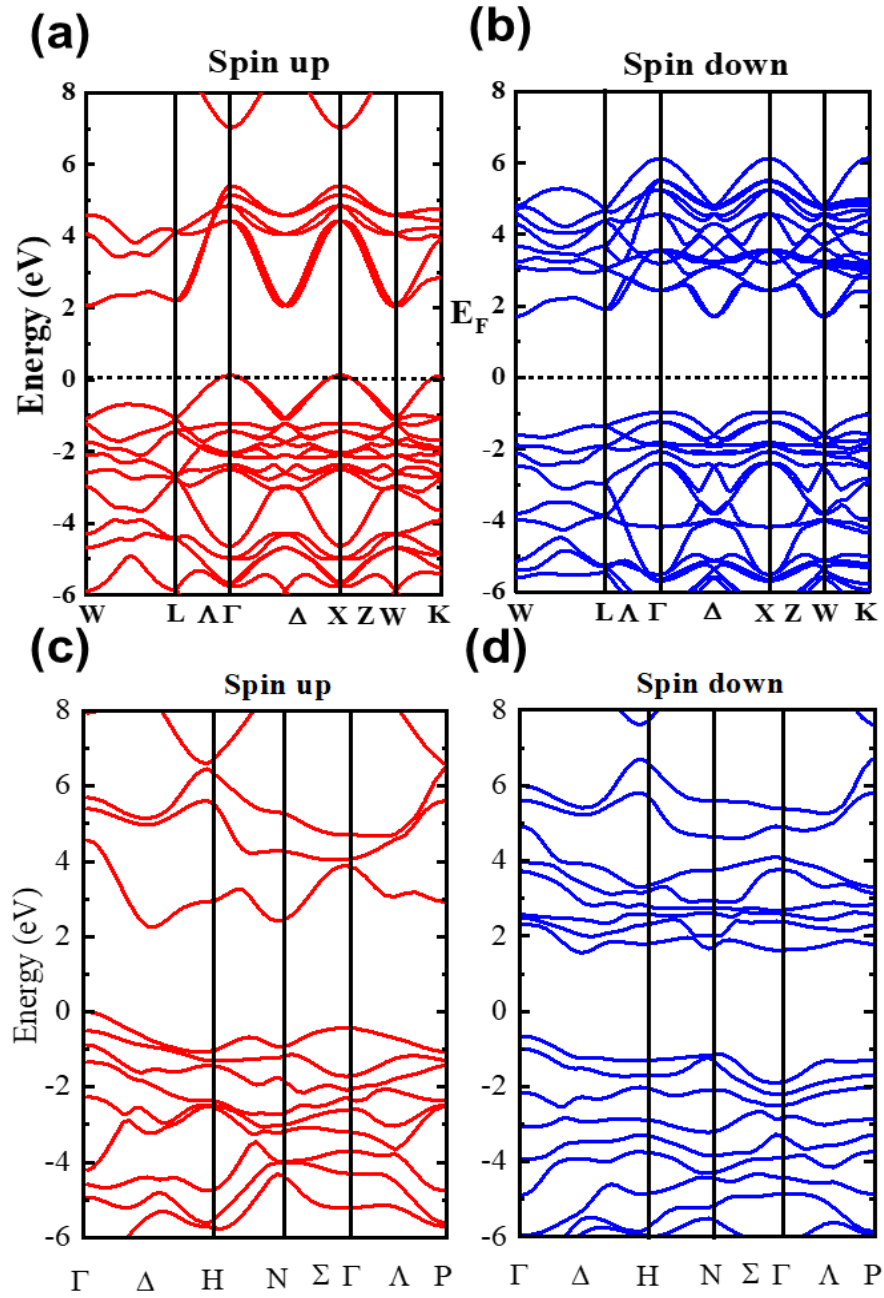 (a)
Spin up
(b)
Spin down
8
6
4
2
0
-2
-4
-6
Energy (eV)
W L Λ Γ Δ X Z W K
8
6
4
2
0
-2
-4
-6
E_F
W L Λ Γ Δ X Z W K
(c)
Spin up
(d)
Spin down
8
6
4
2
0
-2
-4
-6
Energy (eV)
Γ Δ H N Σ Γ Λ P
8
6
4
2
0
-2
-4
-6
Γ Δ H N Σ Γ Λ P